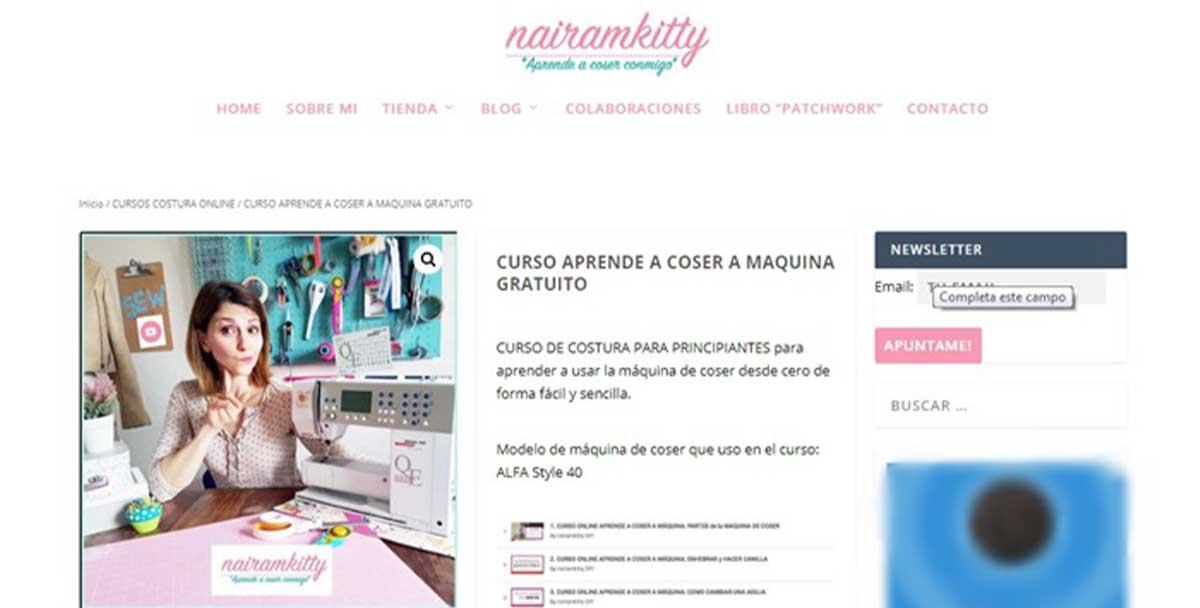 nairamkitty
"Aprende a coser conmigo"
HOME SOBRE MI TIENDA BLOG COLABORACIONES LIBRO "PATCHWORK" CONTACTO
Inicio / CURSOS COSTURA ONLINE / CURSO APRENDE A COSER A MAQUINA GRATUITO
SEW
QE
QE
nairamkitty
"Aprende a coser conmigo"
CURSO APRENDE A COSER A MAQUINA
GRATUITO
CURSO DE COSTURA PARA PRINCIPIANTES para
aprender a usar la máquina de coser desde cero de
forma fácil y sencilla.
Modelo de máquina de coser que uso en el curso:
ALFA Style 40
1. CURSO ONLINE APRENDE A COSER A MÁQUINA: PARTES de la MAQUINA DE COSER
by nairamkitty DIY
2. CURSO ONLINE APRENDE A COSER A MÁQUINA: ENHEBRAR y HACER CANILLA
by nairamkitty DIY
3. CURSO ONLINE APRENDE A COSER A MÁQUINA: COMO CAMBIAR UNA AGUJA
by nairamkitty DIY
NEWSLETTER
Email:
Completa este campo
APUNTAME!
BUSCAR ...